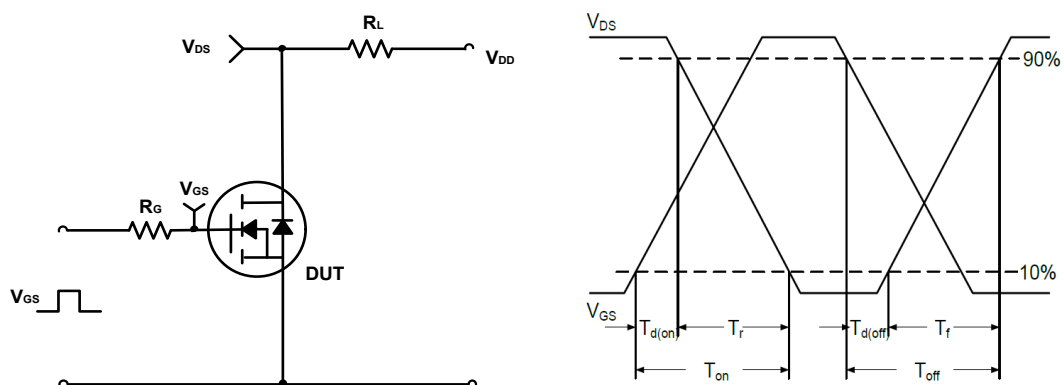 RL
VDS
VDD
VGS
RG
DUT
VGS
VDS
90%
10%
VGS
Td(on)
Tr
Td(off)
Tf
Ton
Toff